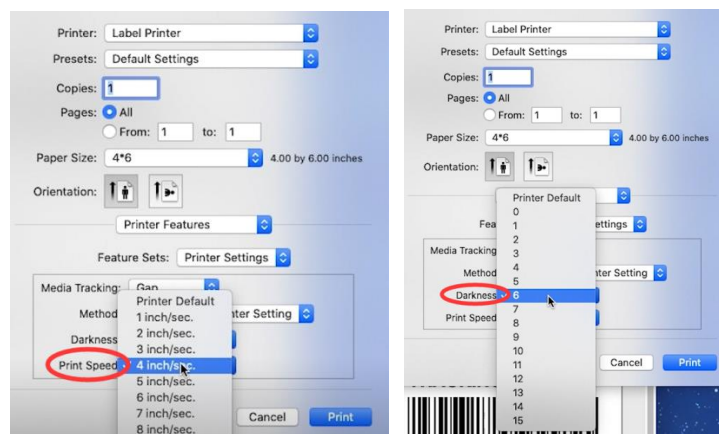 Printer: Label Printer
Presets: Default Settings
Copies: 1
Pages: All
From: 1 to: 1
Paper Size: 4*6 4.00 by 6.00 inches
Orientation:
Printer Features
Feature Sets: Printer Settings
Media Tracking: Gap
Printer Default
1 inch/sec.
Method nter Setting
2 inch/sec.
Darkness
3 inch/sec.
Print Speed 4 inch/sec.
5 inch/sec.
6 inch/sec.
7 inch/sec.
8 inch/sec.
Cancel Print
Printer: Label Printer
Presets: Default Settings
Copies: 1
Pages: All
From: 1 to: 1
Paper Size: 4*6 4.00 by 6.00 inches
Orientation:
Printer Default
0
Fea ettings
1
2
Media Tracking
3
4
Method nter Setting
5
Darkness 6
7
Print Speed
8
9
10
11
Cancel Print
12
13
14
15